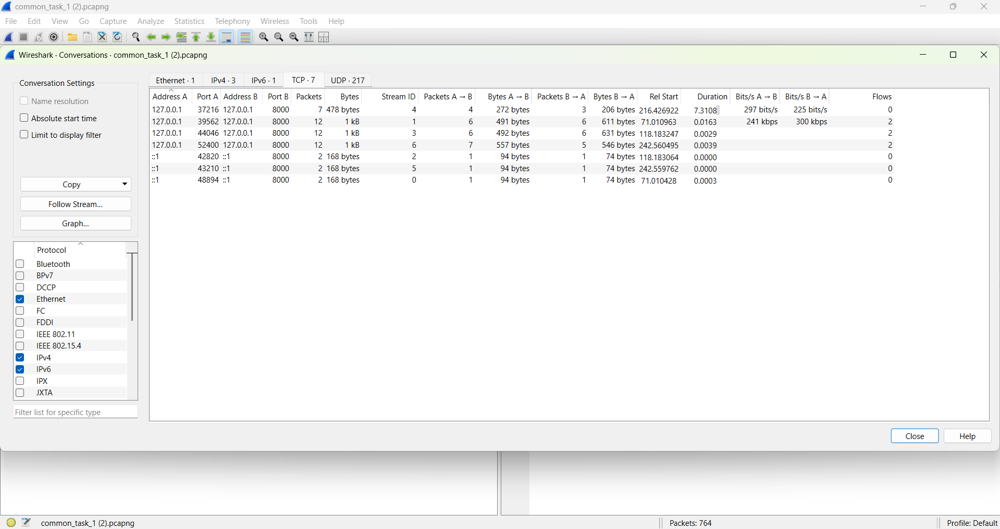 common_task_1 (2).pcapng
File Edit View Go Capture Analyze Statistics Telephony Wireless Tools Help
Wireshark · Conversations · common_task_1 (2).pcapng
Conversation Settings
Name resolution
Absolute start time
Limit to display filter
Copy
Follow Stream...
Graph...
Protocol
Bluetooth
BPv7
DCCP
Ethernet
FC
FDDI
IEEE 802.11
IEEE 802.15.4
IPv4
IPv6
IPX
JXTA
Filter list for specific type
Ethernet · 1 IPv4 · 3 IPv6 · 1 TCP · 7 UDP · 217
Address A Port A Address B Port B Packets Bytes Stream ID Packets A → B Bytes A → B Packets B → A Bytes B → A Rel Start Duration Bits/s A → B Bits/s B → A Flows
127.0.0.1 37216 127.0.0.1 8000 7 478 bytes 4 4 272 bytes 3 206 bytes 216.426922 7.3108 297 bits/s 225 bits/s 0
127.0.0.1 39562 127.0.0.1 8000 12 1 kB 1 6 491 bytes 6 611 bytes 71.010963 0.0163 241 kbps 300 kbps 2
127.0.0.1 44046 127.0.0.1 8000 12 1 kB 3 6 492 bytes 6 631 bytes 118.183247 0.0029 2
127.0.0.1 52400 127.0.0.1 8000 12 1 kB 6 7 557 bytes 5 546 bytes 242.560495 0.0039 2
::1 42820 ::1 8000 2 168 bytes 2 1 94 bytes 1 74 bytes 118.183064 0.0000 0
::1 43210 ::1 8000 2 168 bytes 5 1 94 bytes 1 74 bytes 242.559762 0.0000 0
::1 48894 ::1 8000 2 168 bytes 0 1 94 bytes 1 74 bytes 71.010428 0.0003 0
Close Help
common_task_1 (2).pcapng Packets: 764 Profile: Default